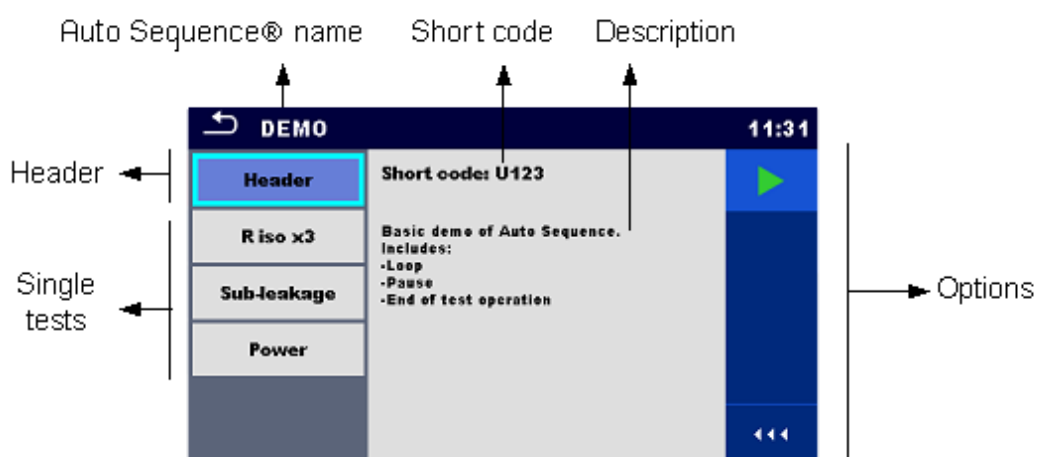 Auto Sequence® name Short code Description
DEMO 11:31
Header
Header
Short code: U123
Single tests
R iso x3
Sub-leakage
Power
Basic demo of Auto Sequence.
Includes:
-Loop
-Pause
-End of test operation
Options